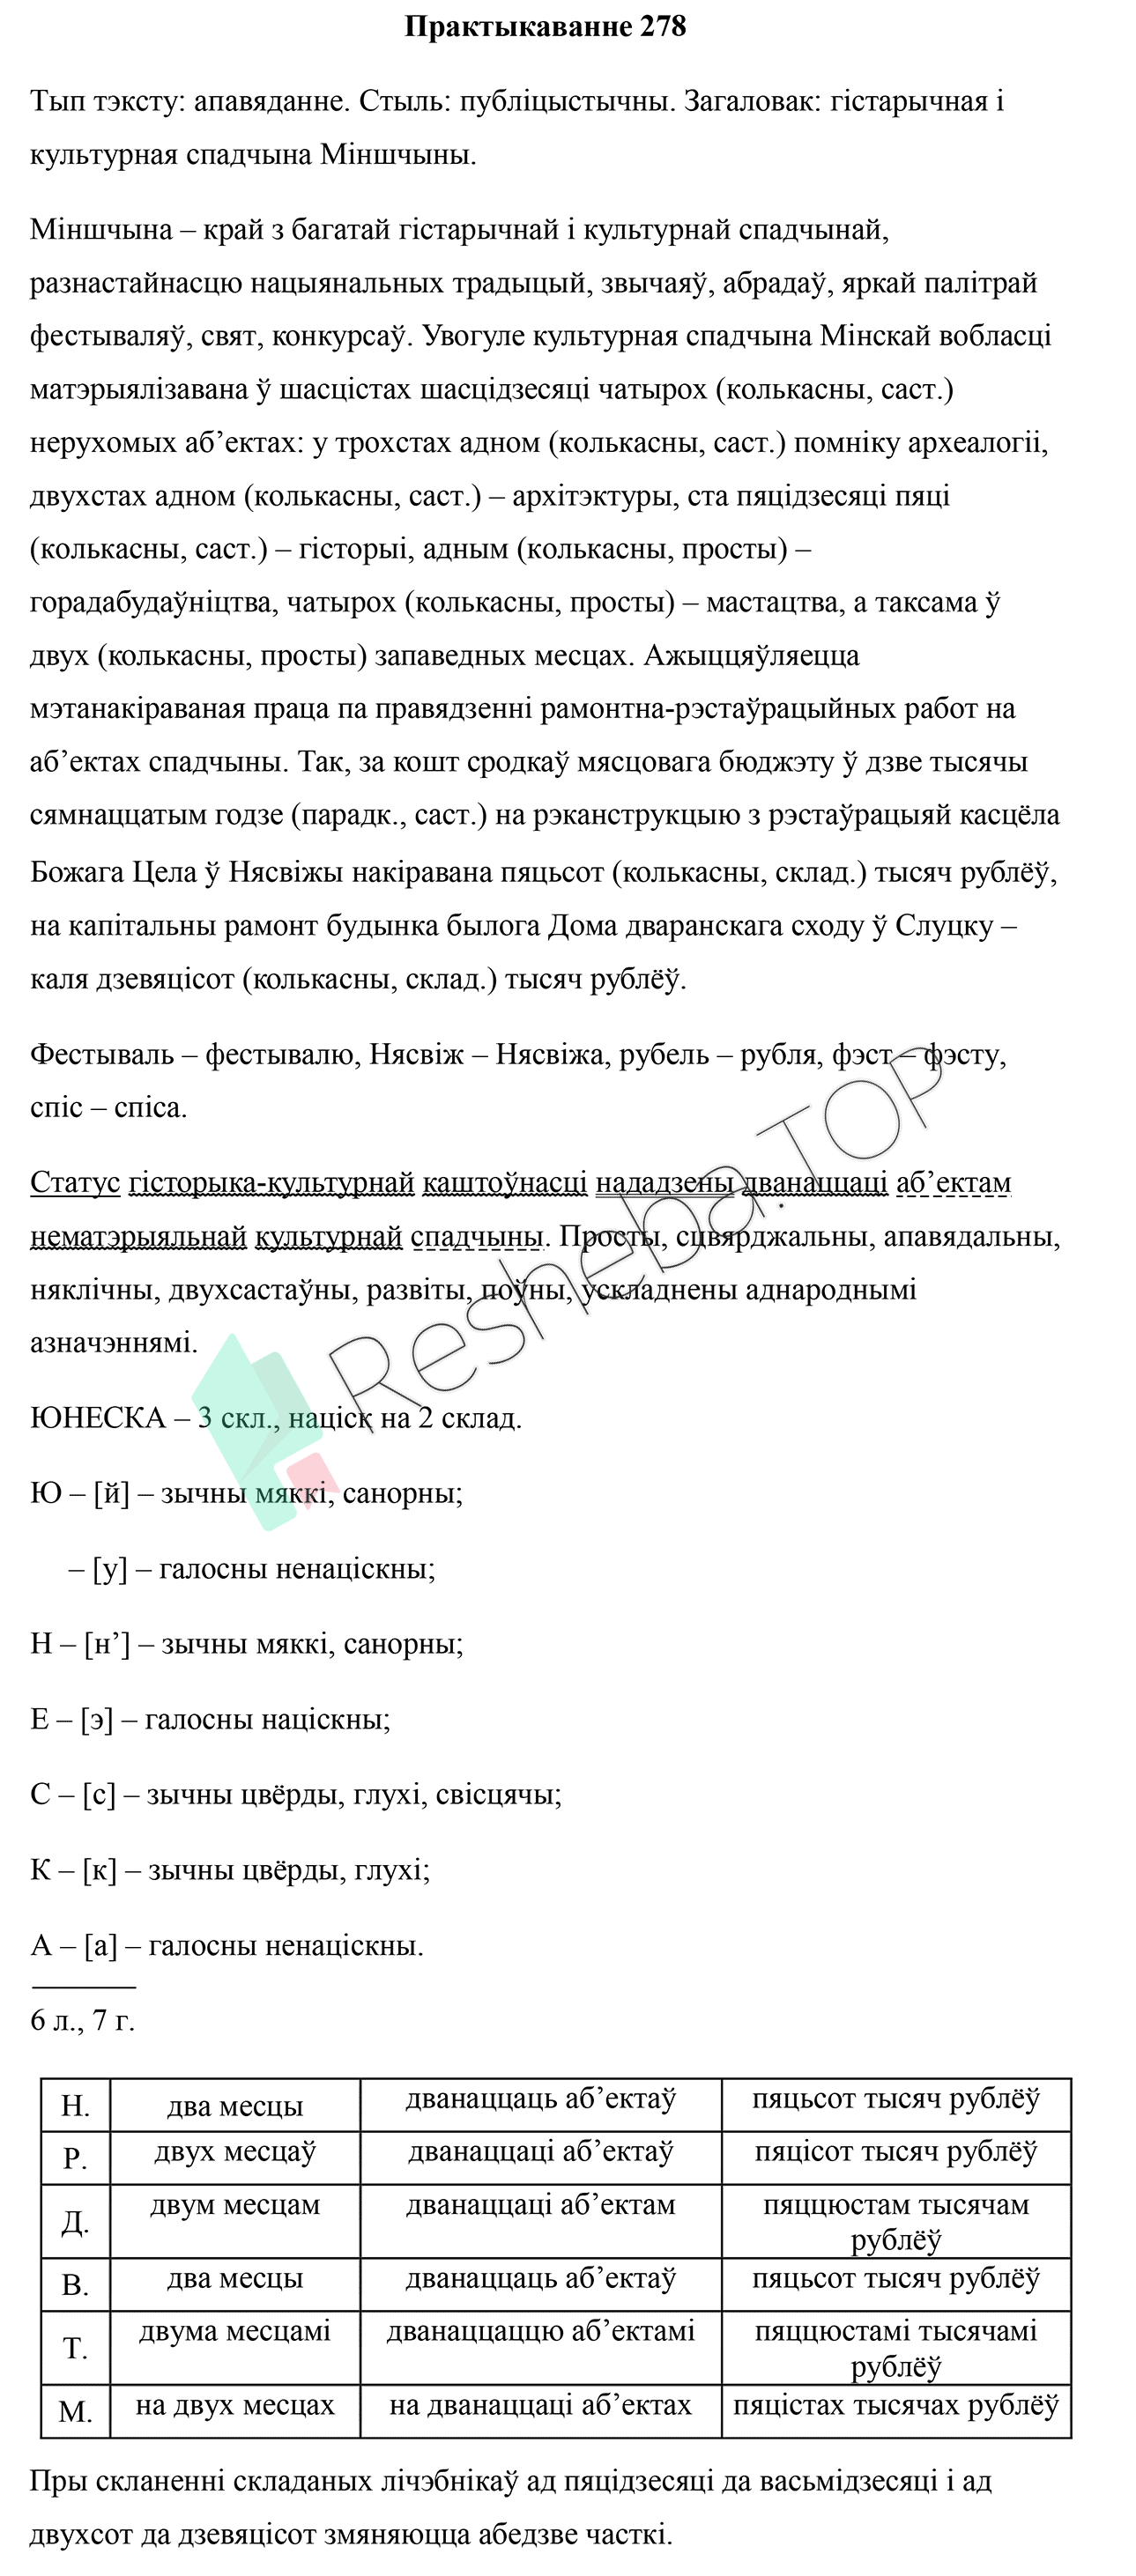 Практыкаванне 278
Тып тэксту: апавяданне. Стыль: публіцыстычны. Загаловак: гістарычная і
культурная спадчына Міншчыны.
Міншчына – край з багатай гістарычнай і культурнай спадчынай,
разнастайнасцю нацыянальных традыцый, звычаяў, абрадаў, яркай палітрай
фестываляў, свят, конкурсаў. Увогуле культурная спадчына Мінскай вобласці
матэрыялізавана ў шасцістах шасцідзесяці чатырох (колькасны, саст.)
нерухомых аб’ектах: у трохстах адном (колькасны, саст.) помніку археалогіі,
двухстах адном (колькасны, саст.) – архітэктуры, ста пяцідзесяці пяці
(колькасны, саст.) – гісторыі, адным (колькасны, просты) –
горадабудаўніцтва, чатырох (колькасны, просты) – мастацтва, а таксама ў
двух (колькасны, просты) запаведных месцах. Ажыццяўляецца
мэтанакіраваная праца па правядзенні рамонтна-рэстаўрацыйных работ на
аб’ектах спадчыны. Так, за кошт сродкаў мясцовага бюджэту ў дзве тысячы
сямнаццатым годзе (парадк., саст.) на рэканструкцыю з рэстаўрацыяй касцёла
Божага Цела ў Нясвіжы накіравана пяцьсот (колькасны, склад.) тысяч рублёў,
на капітальны рамонт будынка былога Дома дваранскага сходу ў Слуцку –
каля дзевяцісот (колькасны, склад.) тысяч рублёў.
Фестываль – фестывалю, Нясвіж – Нясвіжа, рубель – рубля, фэст – фэсту,
спіс – спіса.
Статус гісторыка-культурнай каштоўнасці нададзены дванаццаці аб’ектам
нематэрыяльнай культурнай спадчыны. Просты, сцвярджальны, апавядальны,
няклічны, двухсастаўны, развіты, поўны, ускладнены аднароднымі
азначэннямі.
ЮНЕСКА – 3 скл., націск на 2 склад.
Ю – [й] – зычны мяккі, санорны;
– [у] – галосны ненаціскны;
Н – [н’] – зычны мяккі, санорны;
Е – [э] – галосны націскны;
С – [с] – зычны цвёрды, глухі, свісцячы;
К – [к] – зычны цвёрды, глухі;
А – [а] – галосны ненаціскны.
6 л., 7 г.
Н. два месцы дванаццаць аб’ектаў пяцьсот тысяч рублёў
Р. двух месцаў дванаццаці аб’ектаў пяцісот тысяч рублёў
Д. двум месцам дванаццаці аб’ектам пяццюстам тысячам
рублёў
В. два месцы дванаццаць аб’ектаў пяцьсот тысяч рублёў
Т. двума месцамі дванаццаццю аб’ектамі пяццюстамі тысячамі
рублёў
М. на двух месцах на дванаццаці аб’ектах пяцістах тысячах рублёў
Пры скланенні складаных лічэбнікаў ад пяцідзесяці да васьмідзесяці і ад
двухсот да дзевяцісот змяняюцца абедзве часткі.
Resheba.TOP